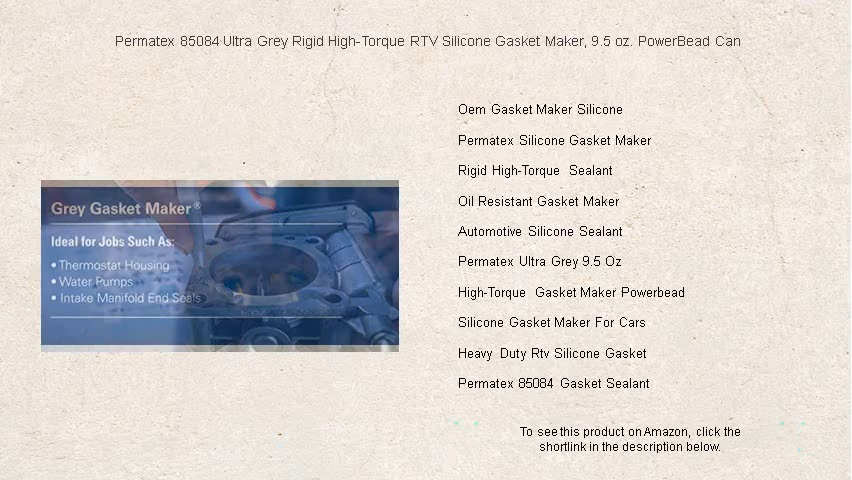 Permatex 85084 Ultra Grey Rigid High-Torque RTV Silicone Gasket Maker, 9.5 oz. PowerBead Can
Grey Gasket Maker®
Ideal for Jobs Such As:
• Thermostat Housing
• Water Pumps
• Intake Manifold End Seals
Oem Gasket Maker Silicone
Permatex Silicone Gasket Maker
Rigid High-Torque Sealant
Oil Resistant Gasket Maker
Automotive Silicone Sealant
Permatex Ultra Grey 9.5 Oz
High-Torque Gasket Maker Powerbead
Silicone Gasket Maker For Cars
Heavy Duty Rtv Silicone Gasket
Permatex 85084 Gasket Sealant
To see this product on Amazon, click the
shortlink in the description below.